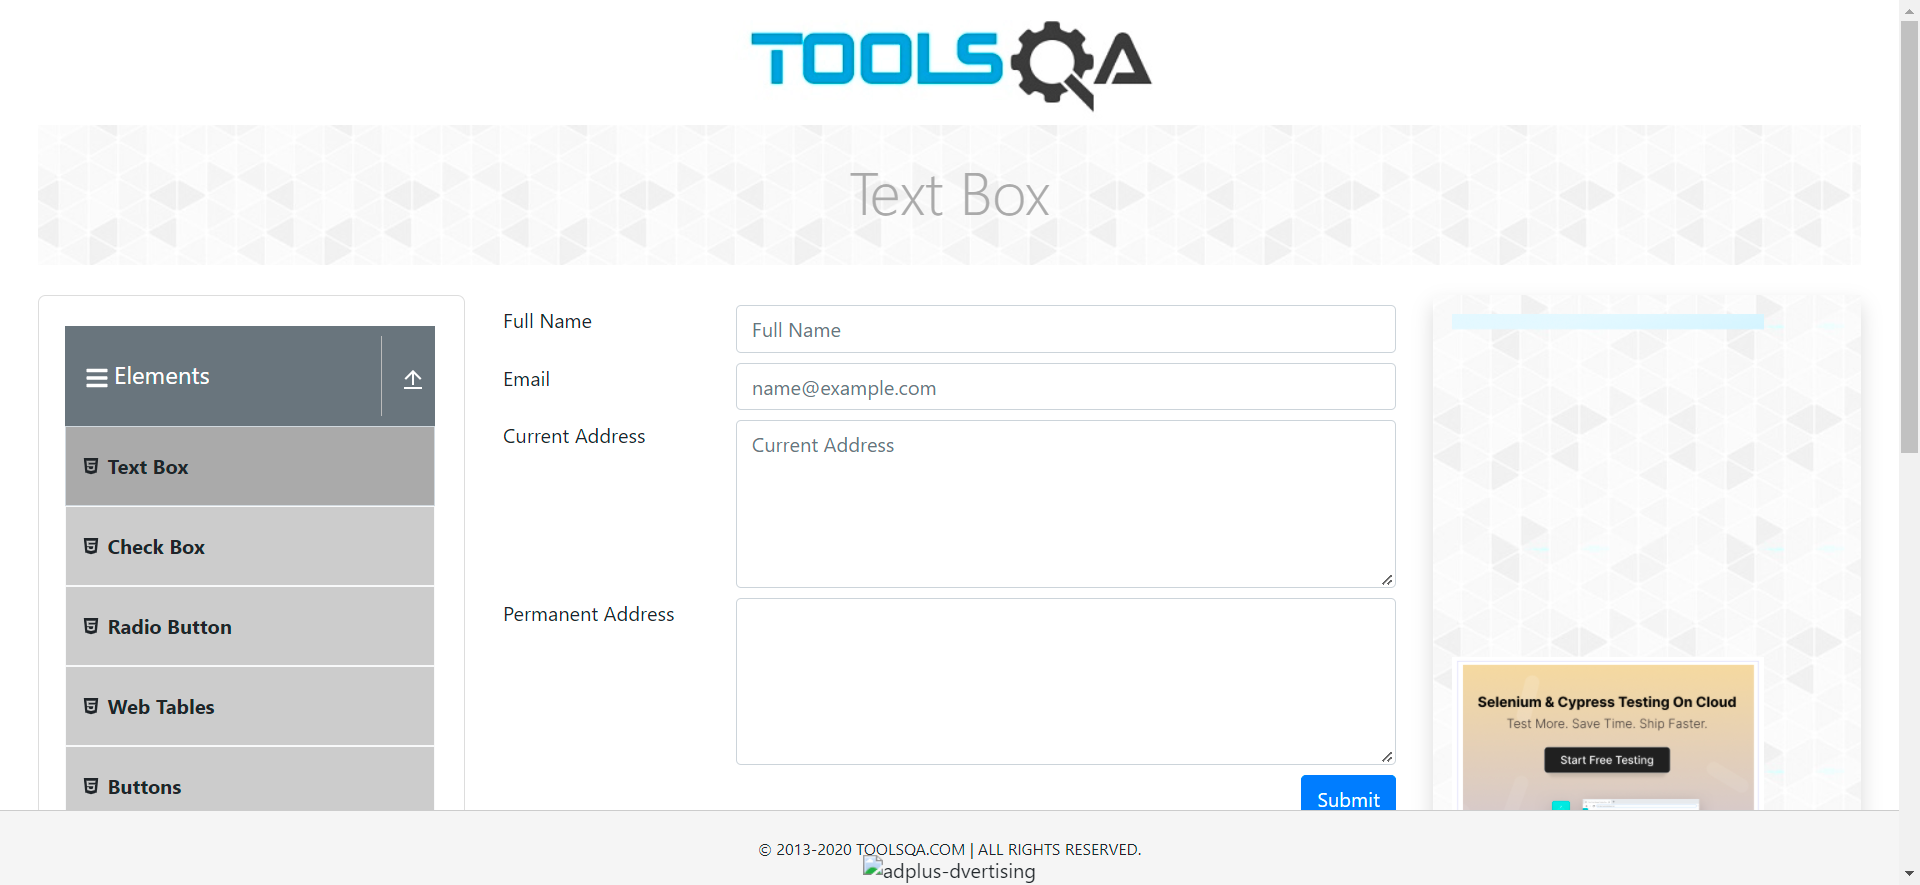 TOOLSQA
Text Box
Elements
Text Box
Check Box
Radio Button
Web Tables
Buttons
Full Name
Full Name
Email
name@example.com
Current Address
Current Address
Permanent Address
Submit
Selenium & Cypress Testing On Cloud
Test More. Save Time. Ship Faster.
Start Free Testing
© 2013-2020 TOOLSQA.COM | ALL RIGHTS RESERVED.
adplus-dvertising